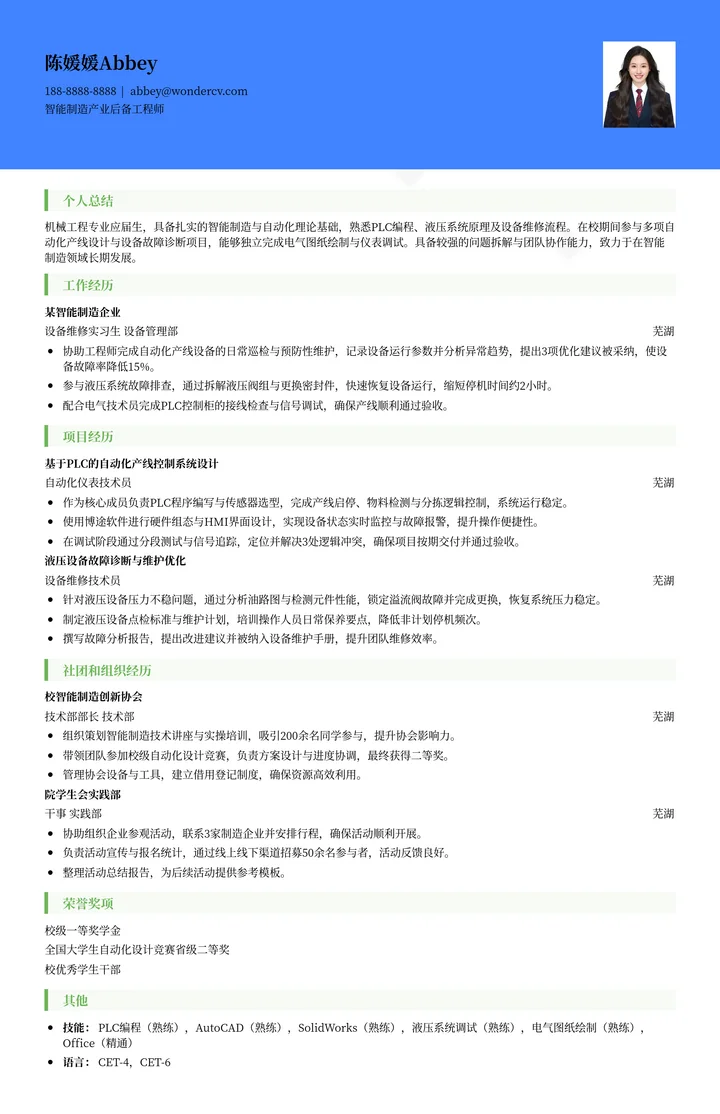 陈媛媛Abbey
188-8888-8888 | abbey@wondercv.com
智能制造产业后备工程师
个人总结
机械工程专业应届生，具备扎实的智能制造与自动化理论基础，熟悉PLC编程、液压系统原理及设备维修流程。在校期间参与多项自
动化产线设计与设备故障诊断项目，能够独立完成电气图纸绘制与仪表调试。具备较强的问题拆解与团队协作能力，致力于在智能
制造领域长期发展。
工作经历
某智能制造企业
设备维修实习生 设备管理部 芜湖
• 协助工程师完成自动化产线设备的日常巡检与预防性维护，记录设备运行参数并分析异常趋势，提出3项优化建议被采纳，使设
备故障率降低15%。
• 参与液压系统故障排查，通过拆解液压阀组与更换密封件，快速恢复设备运行，缩短停机时间约2小时。
• 配合电气技术员完成PLC控制柜的接线检查与信号调试，确保产线顺利通过验收。
项目经历
基于PLC的自动化产线控制系统设计
自动化仪表技术员 芜湖
• 作为核心成员负责PLC程序编写与传感器选型，完成产线启停、物料检测与分拣逻辑控制，系统运行稳定。
• 使用博途软件进行硬件组态与HMI界面设计，实现设备状态实时监控与故障报警，提升操作便捷性。
• 在调试阶段通过分段测试与信号追踪，定位并解决3处逻辑冲突，确保项目按期交付并通过验收。
液压设备故障诊断与维护优化
设备维修技术员 芜湖
• 针对液压设备压力不稳问题，通过分析油路图与检测元件性能，锁定溢流阀故障并完成更换，恢复系统压力稳定。
• 制定液压设备点检标准与维护计划，培训操作人员日常保养要点，降低非计划停机频次。
• 撰写故障分析报告，提出改进建议并被纳入设备维护手册，提升团队维修效率。
社团和组织经历
校智能制造创新协会
技术部部长 技术部 芜湖
• 组织策划智能制造技术讲座与实操培训，吸引200余名同学参与，提升协会影响力。
• 带领团队参加校级自动化设计竞赛，负责方案设计与进度协调，最终获得二等奖。
• 管理协会设备与工具，建立借用登记制度，确保资源高效利用。
院学生会实践部
干事 实践部 芜湖
• 协助组织企业参观活动，联系3家制造企业并安排行程，确保活动顺利开展。
• 负责活动宣传与报名统计，通过线上线下渠道招募50余名参与者，活动反馈良好。
• 整理活动总结报告，为后续活动提供参考模板。
荣誉奖项
校级一等奖学金
全国大学生自动化设计竞赛省级二等奖
校优秀学生干部
其他
• 技能： PLC编程（熟练），AutoCAD（熟练），SolidWorks（熟练），液压系统调试（熟练），电气图纸绘制（熟练），
Office（精通）
• 语言： CET-4，CET-6